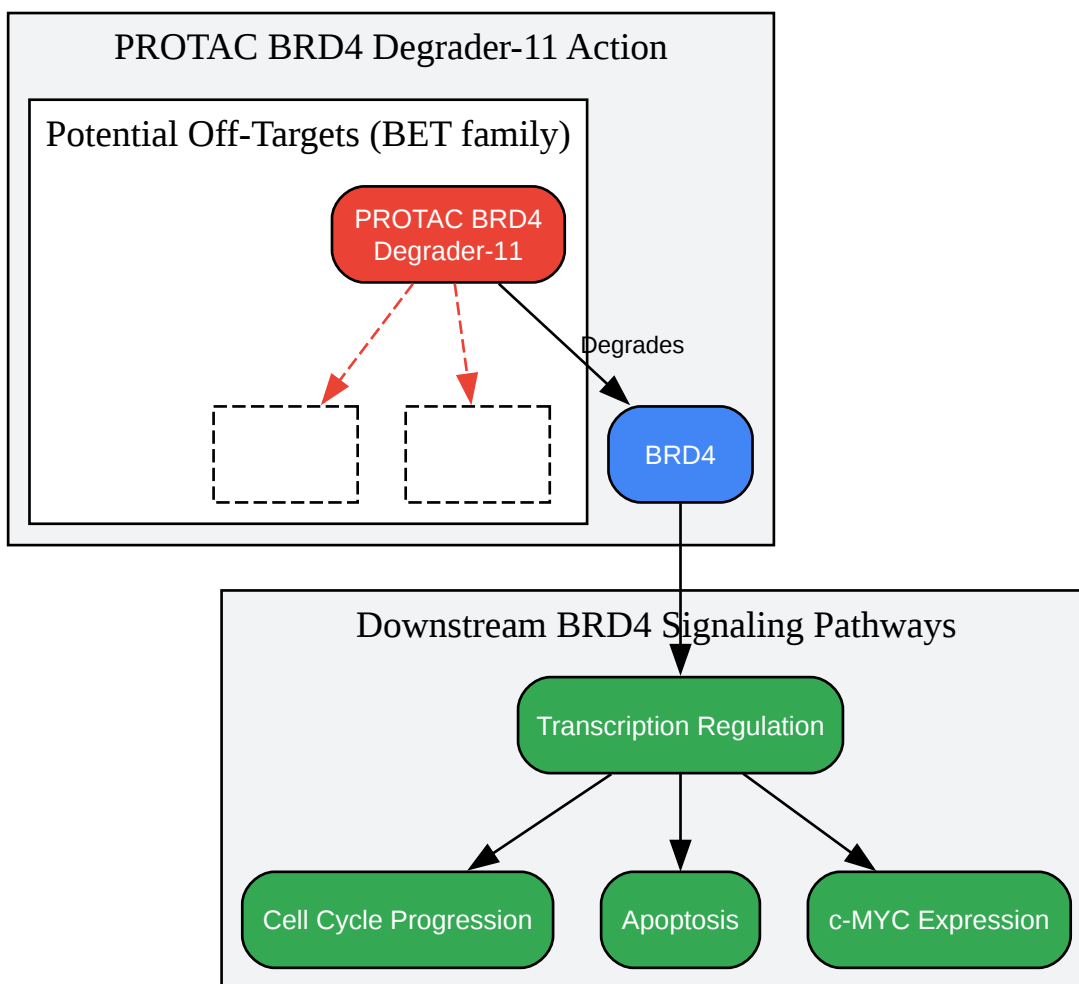 PROTAC BRD4 Degrader-11 Action
Potential Off-Targets (BET family)
PROTAC BRD4
Degrader-11
Degrades
BRD4
Downstream BRD4 Signaling Pathways
Transcription Regulation
Cell Cycle Progression
Apoptosis
c-MYC Expression